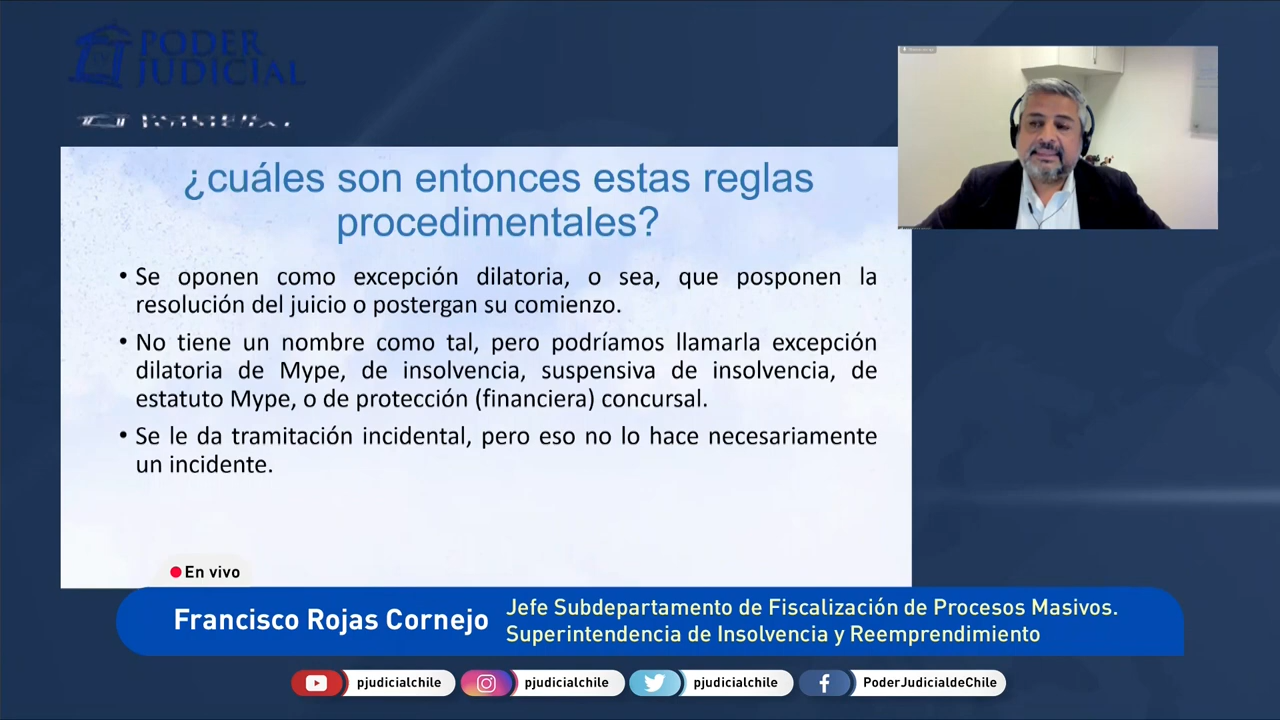 PODER
JUDICIAL
¿cuáles son entonces estas reglas
procedimentales?
• Se oponen como excepción dilatoria, o sea, que posponen la
resolución del juicio o postergan su comienzo.
• No tiene un nombre como tal, pero podríamos llamarla excepción
dilatoria de Mype, de insolvencia, suspensiva de insolvencia, de
estatuto Mype, o de protección (financiera) concursal.
• Se le da tramitación incidental, pero eso no lo hace necesariamente
un incidente.
En vivo
Francisco Rojas Cornejo
Jefe Subdepartamento de Fiscalización de Procesos Masivos.
Superintendencia de Insolvencia y Reemprendimiento
pjudicialchile
pjudicialchile
pjudicialchile
PoderJudicialdeChile